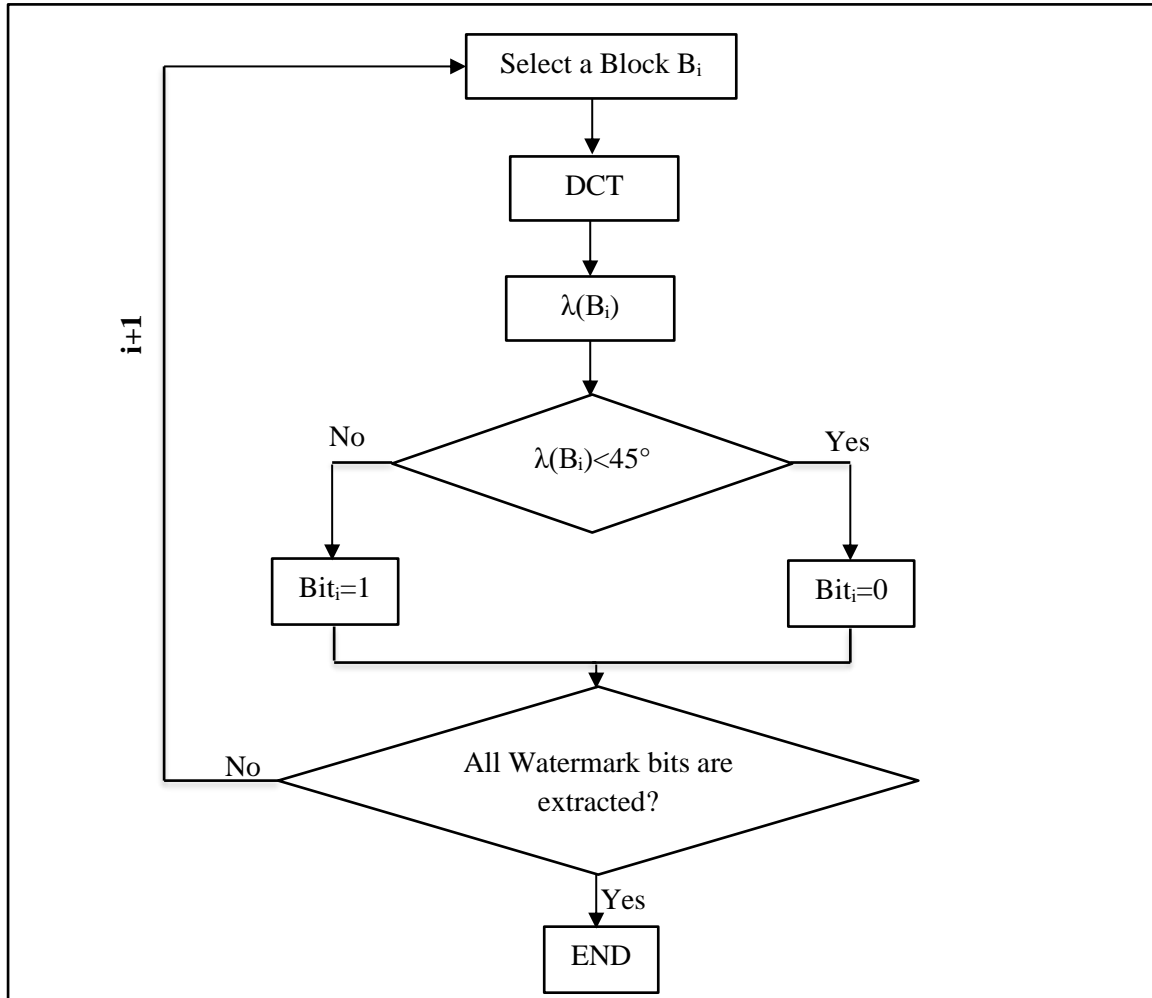 Select a Block Bᵢ
DCT
λ(Bᵢ)
i+1
No
Yes
λ(Bᵢ)<45°
Bitᵢ=1
Bitᵢ=0
No
All Watermark bits are
extracted?
Yes
END